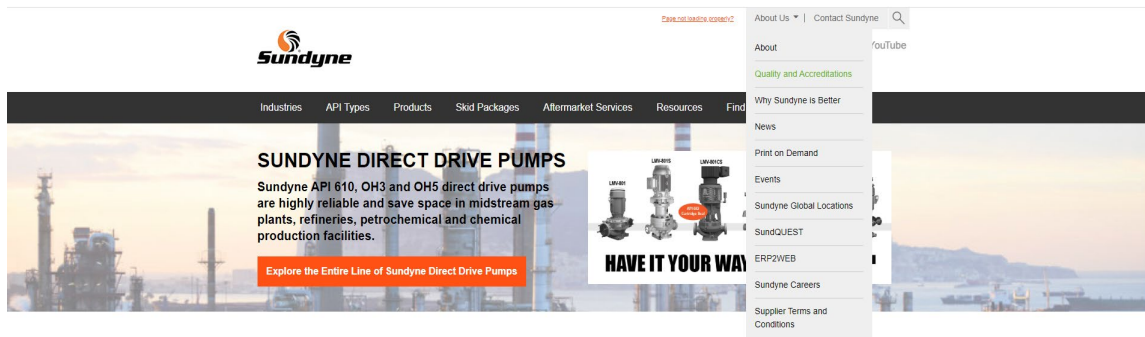 Page not loading properly?
About Us
Contact Sundyne
Sundyne
YouTube
About
Quality and Accreditations
Why Sundyne is Better
News
Print on Demand
Events
Sundyne Global Locations
SundQUEST
ERP2WEB
Sundyne Careers
Supplier Terms and
Conditions
Industries API Types Products Skid Packages Aftermarket Services Resources Find
SUNDYNE DIRECT DRIVE PUMPS
Sundyne API 610, OH3 and OH5 direct drive pumps
are highly reliable and save space in midstream gas
plants, refineries, petrochemical and chemical
production facilities.
Explore the Entire Line of Sundyne Direct Drive Pumps
LMV-801
LMV-801S
LMV-801CS
HAVE IT YOUR WAY